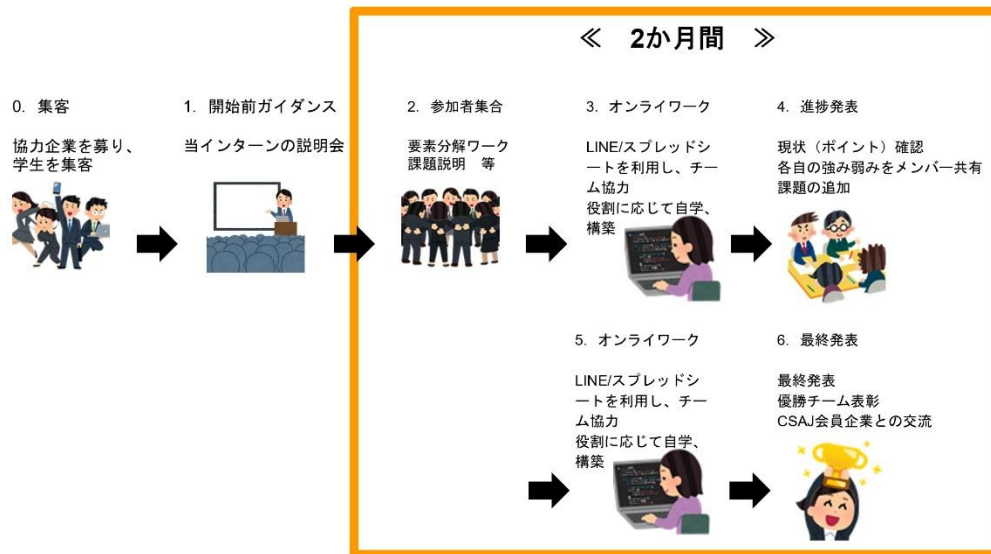 ≪ 2か月間 ≫
0. 集客
協力企業を募り、
学生を集客
1. 開始前ガイダンス
当インターンの説明会
2. 参加者集合
要素分解ワーク
課題説明 等
3. オンライワーク
LINE/スプレッドシ
ートを利用し、チー
ム協力
役割に応じて自学、
構築
4. 進捗発表
現状（ポイント）確認
各自の強み弱みをメンバー共有
課題の追加
5. オンライワーク
LINE/スプレッドシ
ートを利用し、チー
ム協力
役割に応じて自学、
構築
6. 最終発表
最終発表
優勝チーム表彰
CSAJ会員企業との交流